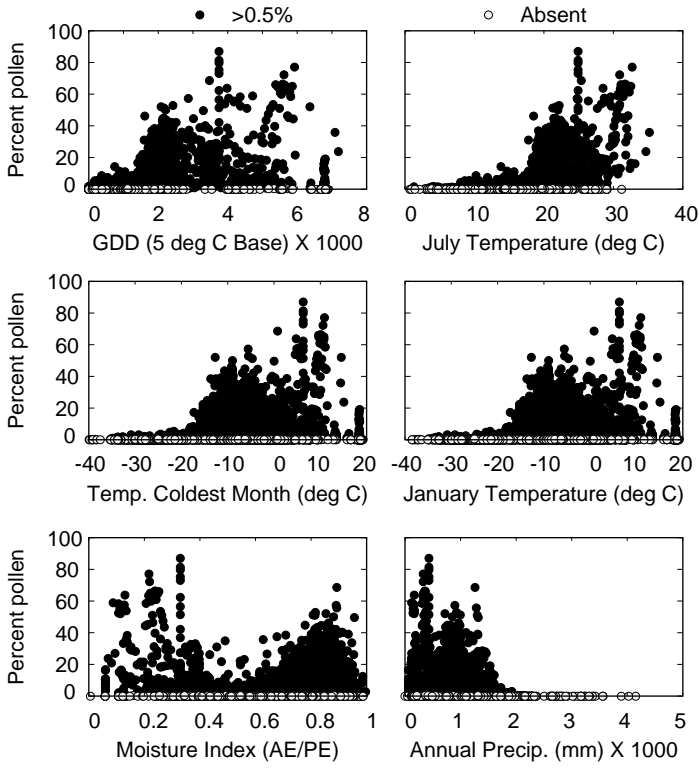 >0.5%
Absent
Percent pollen
100
80
60
40
20
0
0 2 4 6 8
GDD (5 deg C Base) X 1000
0 10 20 30 40
July Temperature (deg C)
Percent pollen
100
80
60
40
20
0
-40 -30 -20 -10 0 10 20
Temp. Coldest Month (deg C)
-40 -30 -20 -10 0 10 20
January Temperature (deg C)
Percent pollen
100
80
60
40
20
0
0 0.2 0.4 0.6 0.8 1
Moisture Index (AE/PE)
0 1 2 3 4 5
Annual Precip. (mm) X 1000